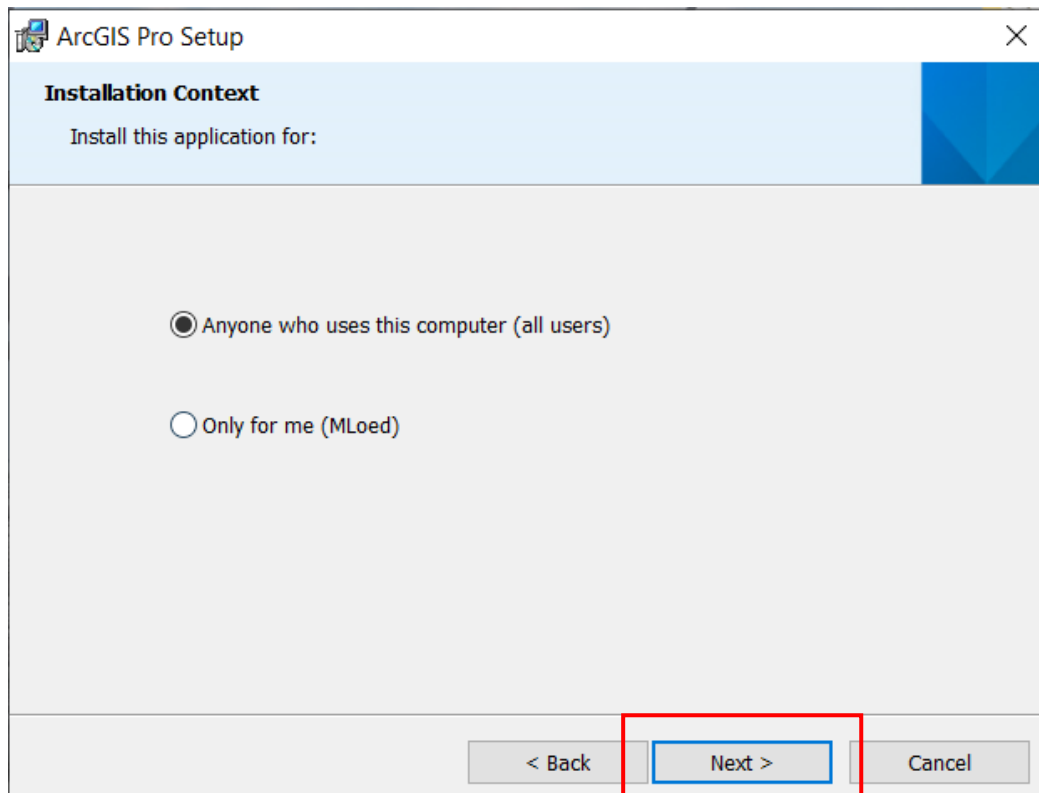 ArcGIS Pro Setup
Installation Context
Install this application for:
Anyone who uses this computer (all users)
Only for me (MLoed)
< Back Next > Cancel